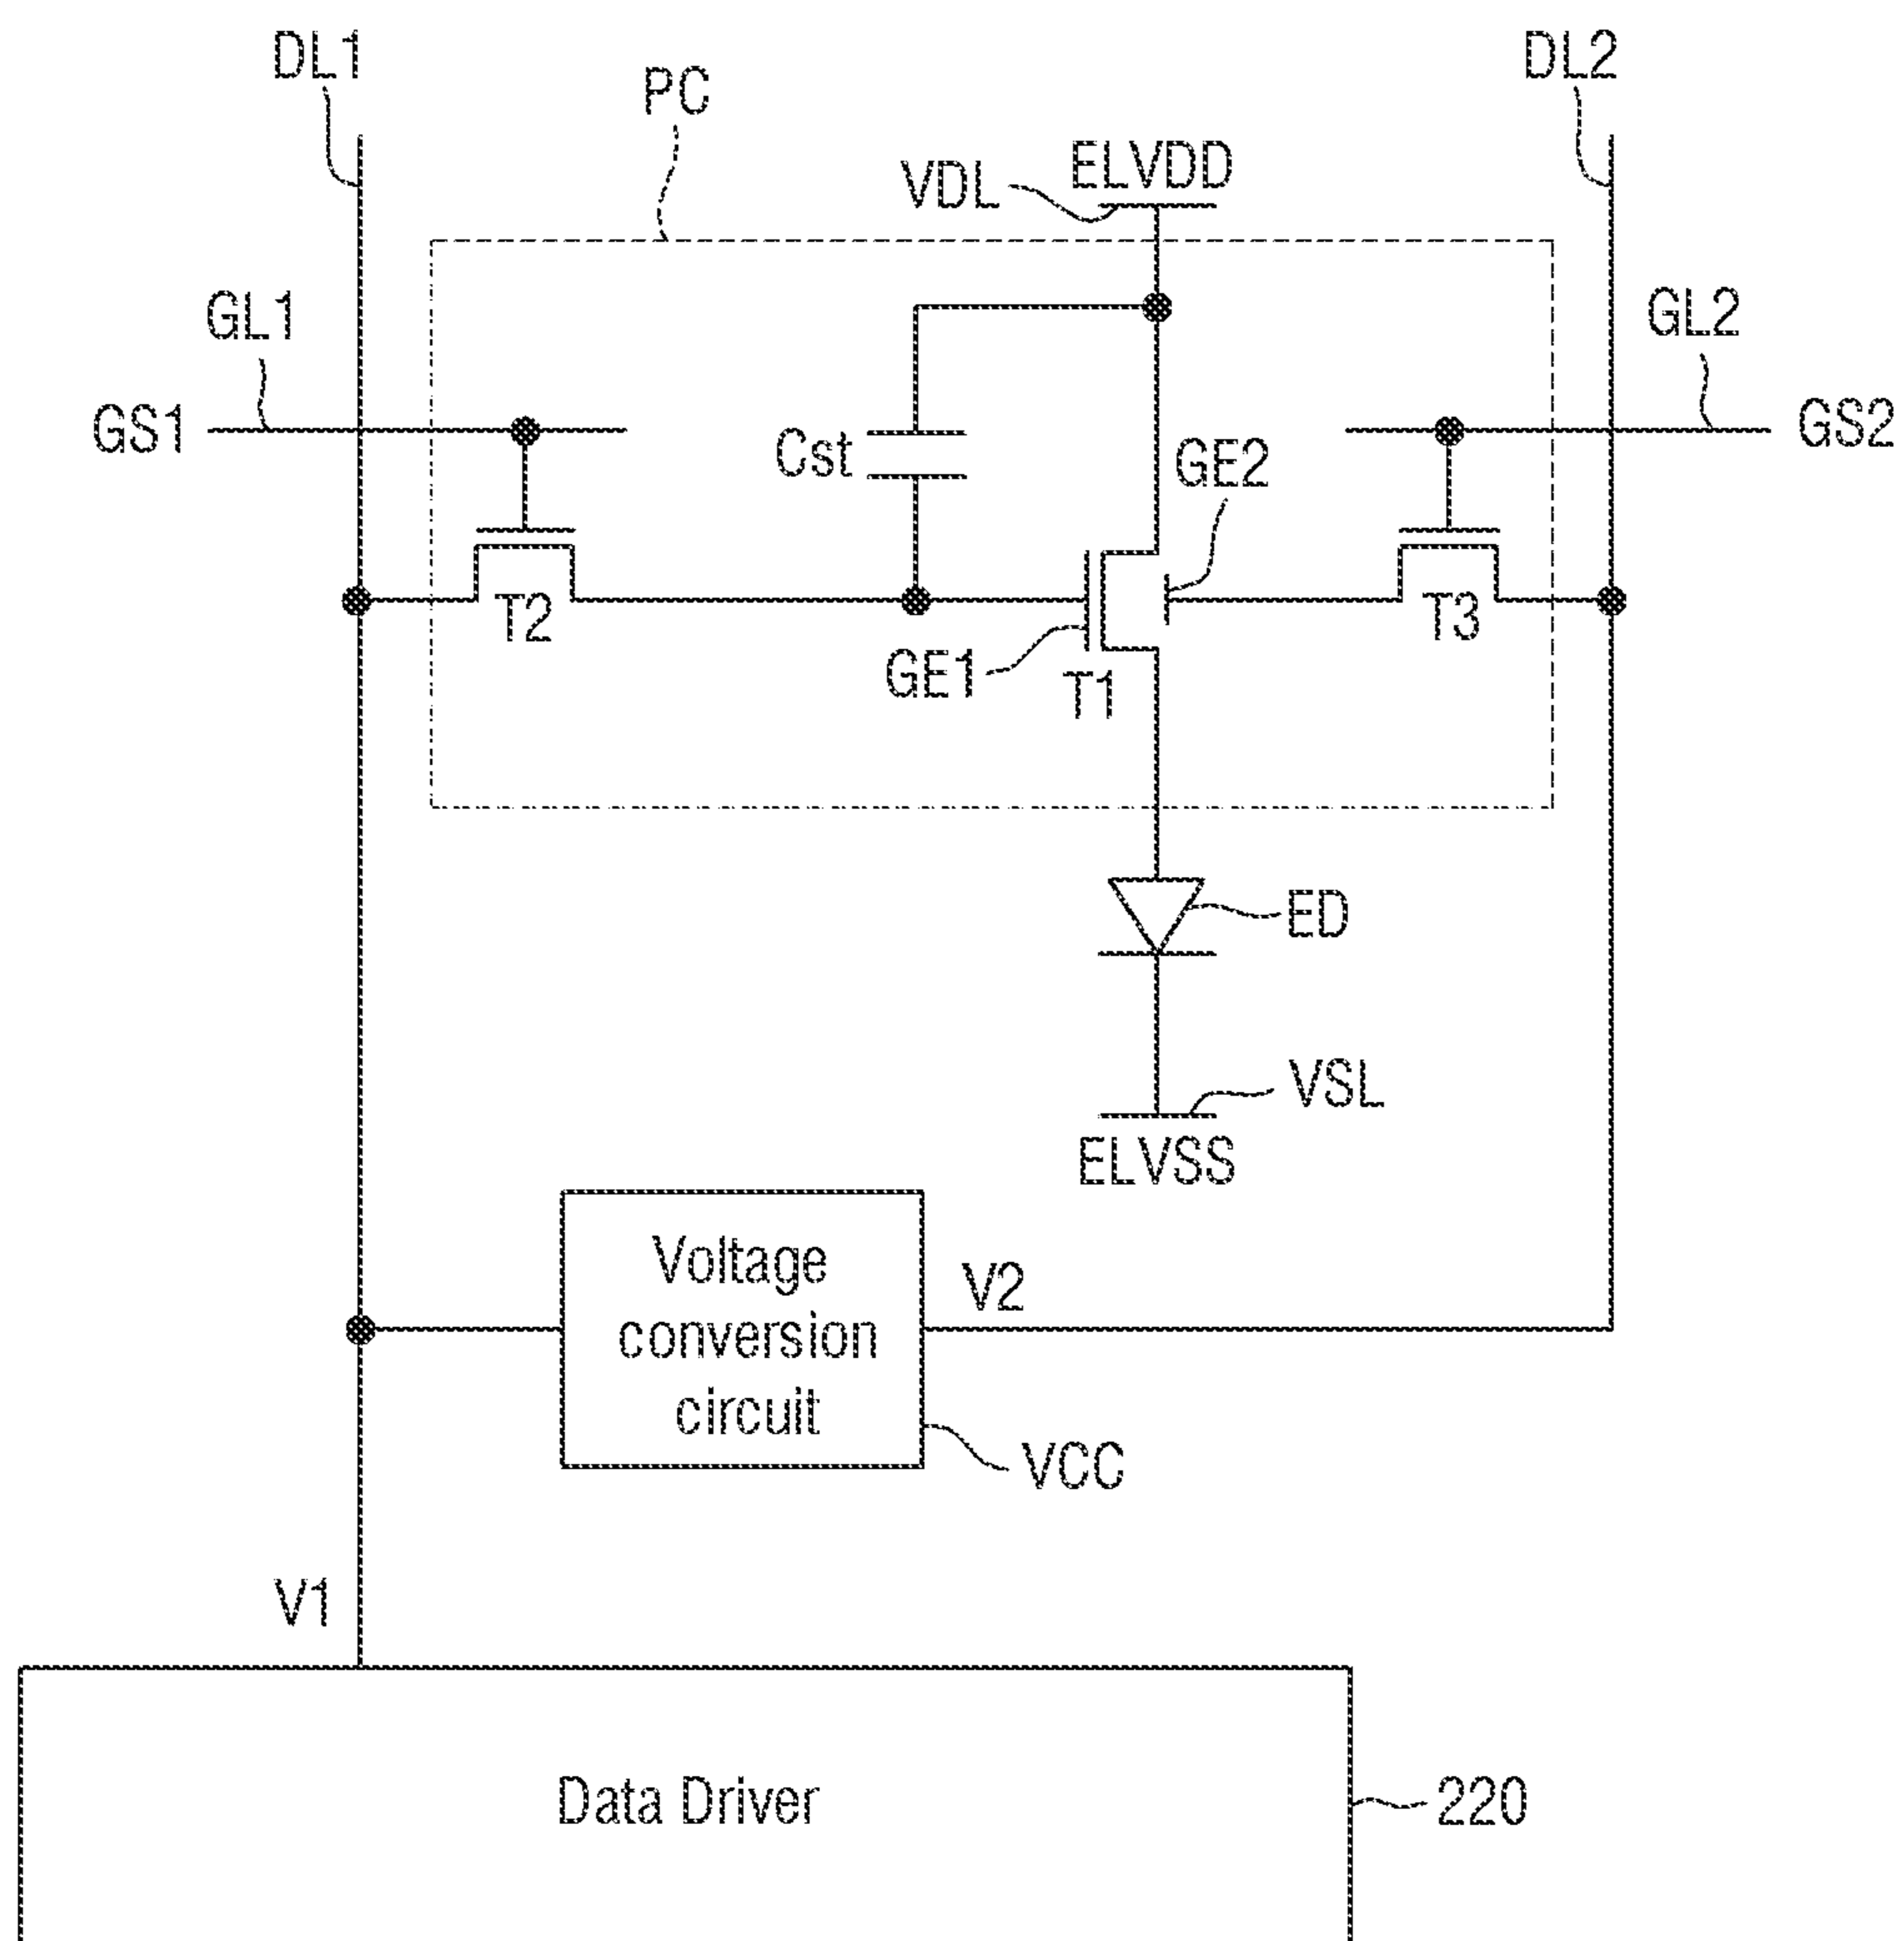 DL1
DL2
PC
ELVDD
VDL
GL1
GL2
GS1
GS2
Cst
GE2
T2
T3
GE1
T1
ED
VSL
ELVSS
Voltage
conversion
circuit
V2
VCC
V1
Data Driver
220